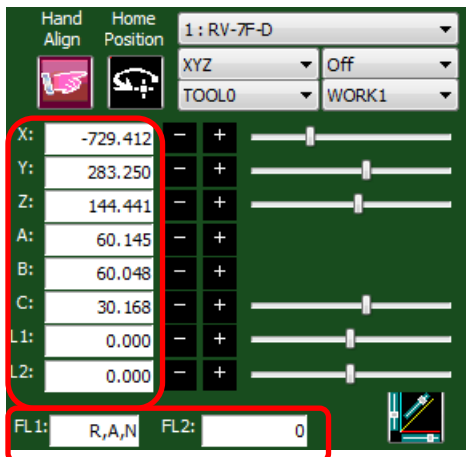 Hand Align
Home Position
1 : RV-7F-D
XYZ
Off
TOOL0
WORK1
X: -729.412 - +
Y: 283.250 - +
Z: 144.441 - +
A: 60.145 - +
B: 60.048 - +
C: 30.168 - +
L1: 0.000 - +
L2: 0.000 - +
FL1: R,A,N FL2: 0